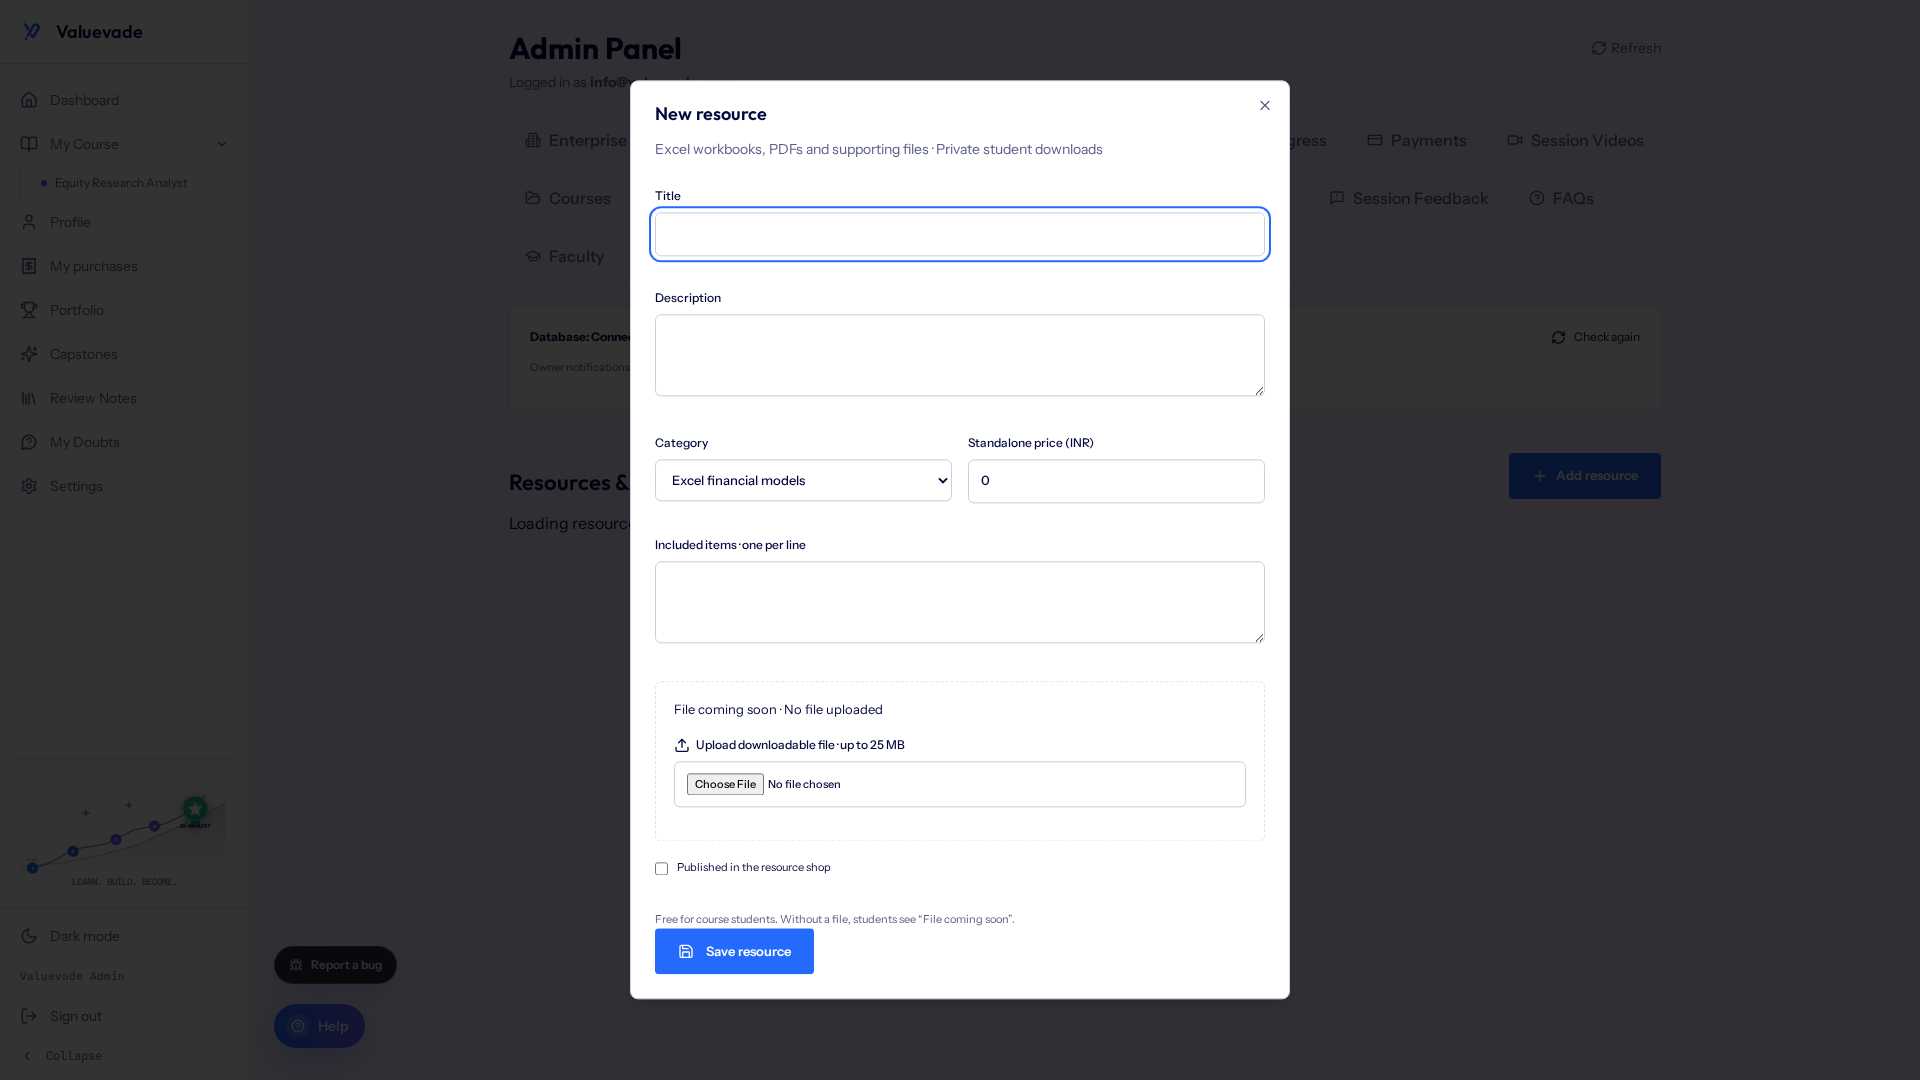 Valuevade
Dashboard
My Course
Equity Research Analyst
Profile
My purchases
Portfolio
Capstones
Review Notes
My Doubts
Settings
LEARN. BUILD. BECOME.
Dark mode
Valuevade Admin
Sign out
Collapse
Report a bug
Help
Admin Panel
Logged in as
Refresh
Enterprise
Payments
Session Videos
Courses
Session Feedback
FAQs
Faculty
Database:
Owner notifications
Check again
Resources &
Add resource
Loading
New resource
Excel workbooks, PDFs and supporting files · Private student downloads
Title
Description
Category
Standalone price (INR)
Excel financial models
0
Included items · one per line
File coming soon · No file uploaded
Upload downloadable file · up to 25 MB
Choose File No file chosen
Published in the resource shop
Free for course students. Without a file, students see “File coming soon”.
Save resource